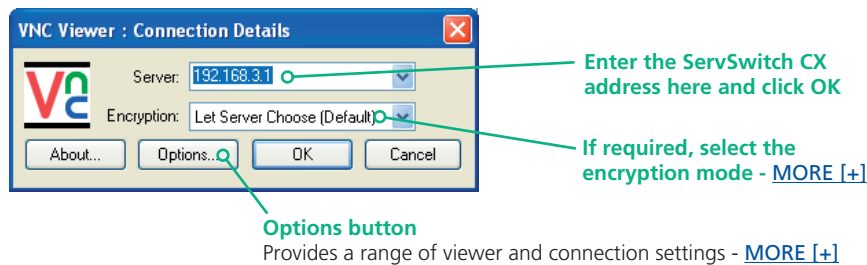 VNC Viewer : Connection Details
VNC
Server: 192.168.3.1
Encryption: Let Server Choose (Default)
About... Options... OK Cancel
Enter the ServSwitch CX
address here and click OK
If required, select the
encryption mode - MORE [+]
Options button
Provides a range of viewer and connection settings - MORE [+]